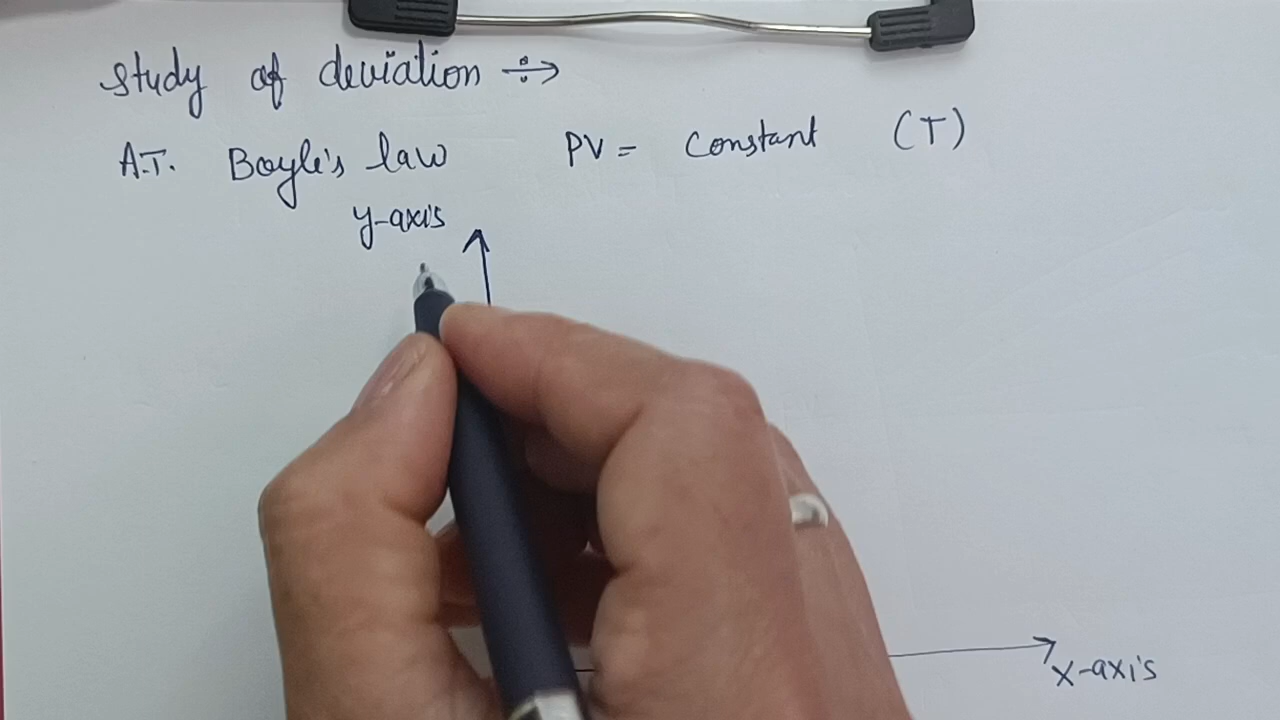 study of deviation ÷→
A.T. Boyle's law PV = Constant (T)
y-axis
X-axis